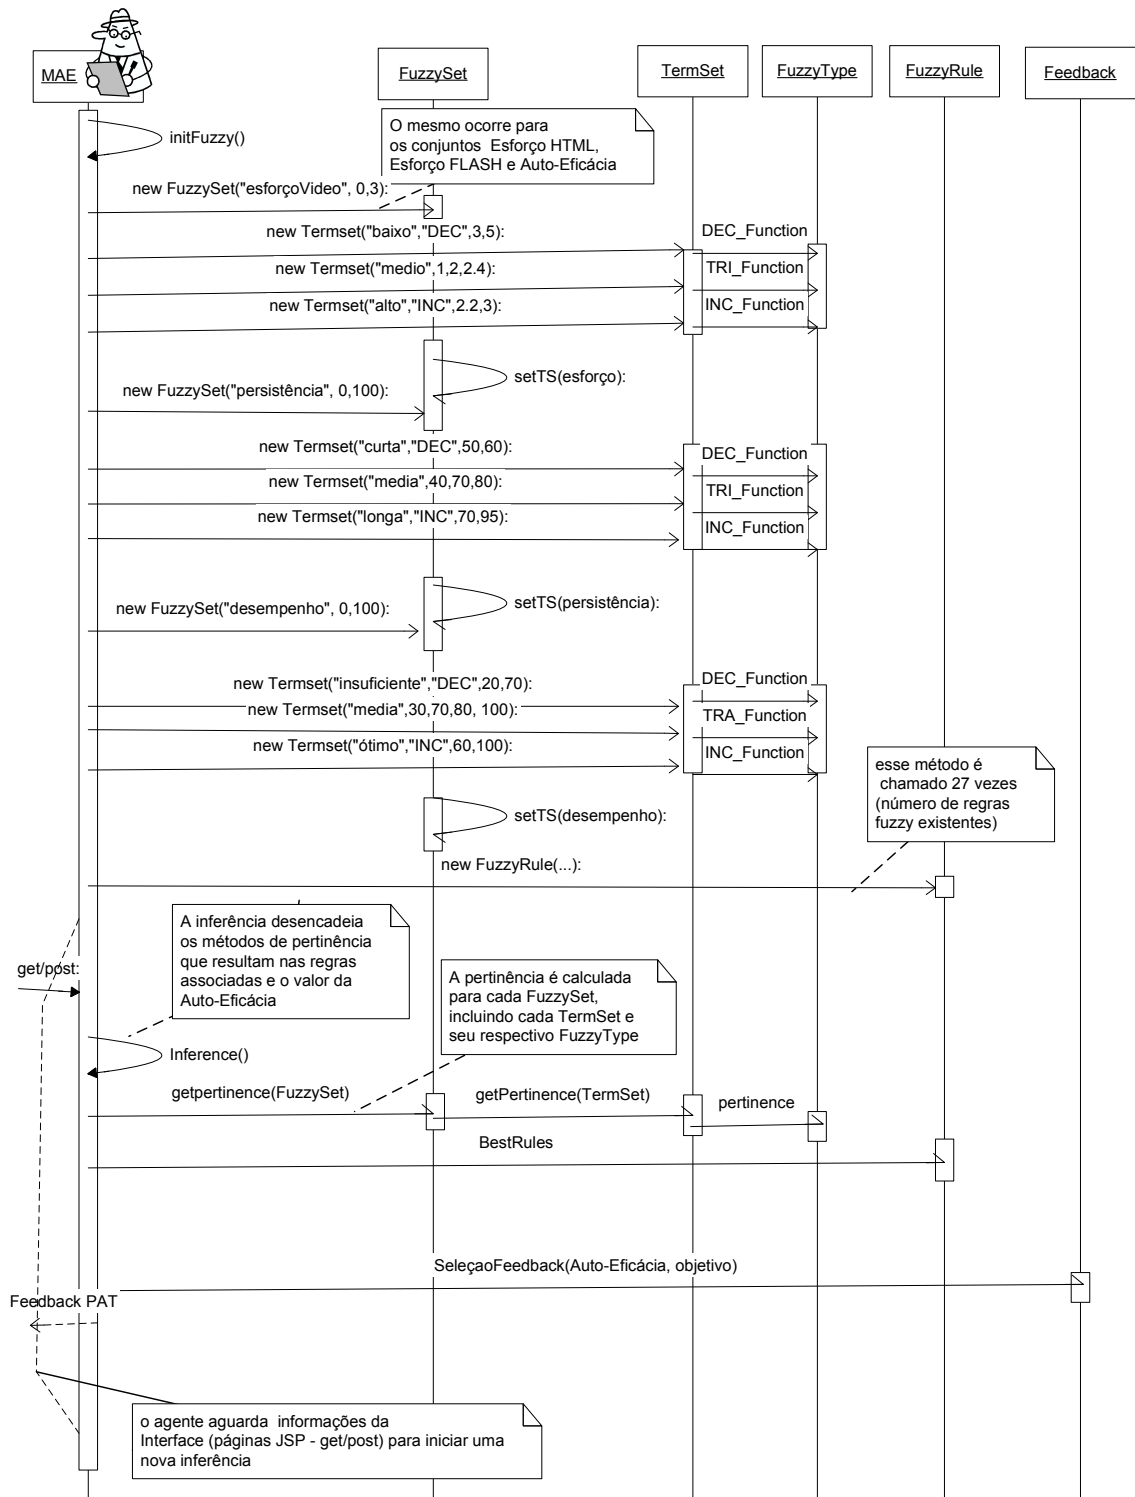 MAE
FuzzySet
TermSet
FuzzyType
FuzzyRule
Feedback
initFuzzy()
O mesmo ocorre para
os conjuntos Esforço HTML,
Esforço FLASH e Auto-Eficácia
new FuzzySet("esforçoVideo", 0,3):
new Termset("baixo","DEC",3,5):
DEC_Function
new Termset("medio",1,2,2.4):
TRI_Function
new Termset("alto","INC",2.2,3):
INC_Function
setTS(esforço):
new FuzzySet("persistência", 0,100):
new Termset("curta","DEC",50,60):
DEC_Function
new Termset("media",40,70,80):
TRI_Function
new Termset("longa","INC",70,95):
INC_Function
setTS(persistência):
new FuzzySet("desempenho", 0,100):
new Termset("insuficiente","DEC",20,70):
DEC_Function
new Termset("media",30,70,80, 100):
TRA_Function
new Termset("ótimo","INC",60,100):
INC_Function
esse método é
chamado 27 vezes
(número de regras
fuzzy existentes)
setTS(desempenho):
new FuzzyRule(...):
A inferência desencadeia
os métodos de pertinência
que resultam nas regras
associadas e o valor da
Auto-Eficácia
get/post:
A pertinência é calculada
para cada FuzzySet,
incluindo cada TermSet e
seu respectivo FuzzyType
Inference()
getpertinence(FuzzySet)
getPertinence(TermSet)
pertinence
BestRules
SeleçaoFeedback(Auto-Eficácia, objetivo)
Feedback PAT
o agente aguarda informações da
Interface (páginas JSP - get/post) para iniciar uma
nova inferência